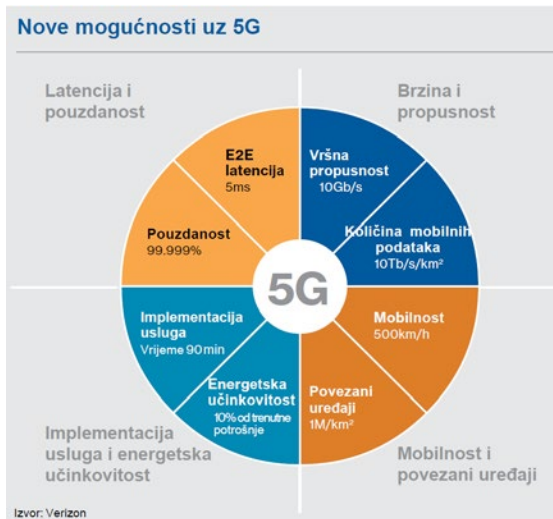 Nove mogućnosti uz 5G
Latencija i
pouzdanost
Brzina i
propusnost
E2E
latencija
5ms
Vršna
propusnost
10Gb/s
Pouzdanost
99.999%
Količina mobilnih
podataka
10Tb/s/km²
5G
Implementacija
usluga
Vrijeme 90min
Mobilnost
500km/h
Energetska
učinkovitost
10% od trenutne
potrošnje
Povezani
uređaji
1M/km²
Implementacija
usluga i energetska
učinkovitost
Mobilnost i
povezani uređaji
Izvor: Verizon